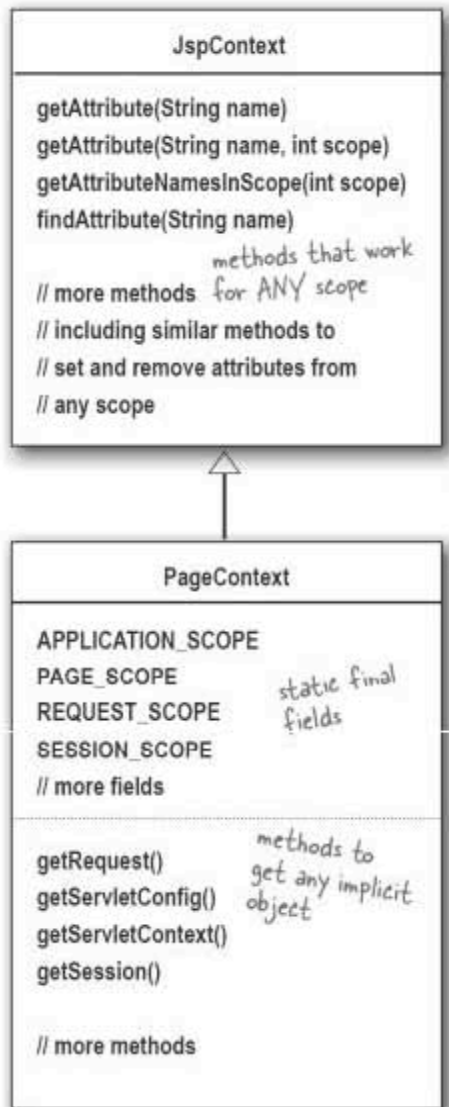 JspContext
getAttribute(String name)
getAttribute(String name, int scope)
getAttributeNamesInScope(int scope)
findAttribute(String name)
methods that work
for ANY scope
// more methods
// including similar methods to
// set and remove attributes from
// any scope
PageContext
APPLICATION_SCOPE
PAGE_SCOPE
REQUEST_SCOPE
SESSION_SCOPE
// more fields
static final
fields
getRequest()
getServletConfig()
getServletContext()
getSession()
methods to
get any implicit
object
// more methods